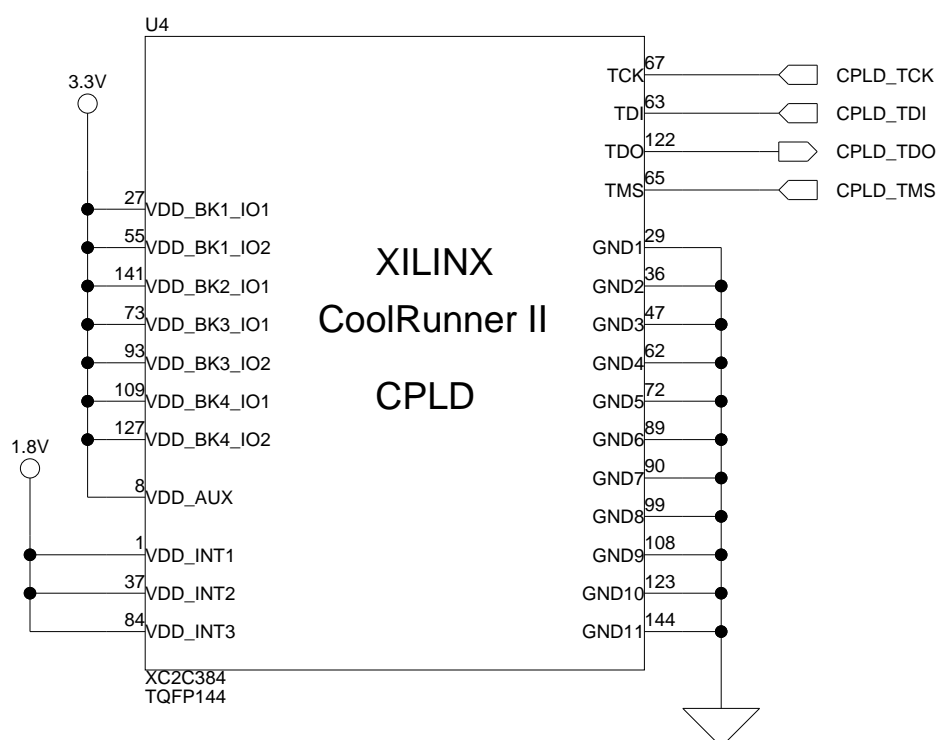 U4
3.3V
67
TCK
CPLD_TCK
63
TDI
CPLD_TDI
122
TDO
CPLD_TDO
65
TMS
CPLD_TMS
27
VDD_BK1_IO1
55
VDD_BK1_IO2
141
VDD_BK2_IO1
73
VDD_BK3_IO1
93
VDD_BK3_IO2
109
VDD_BK4_IO1
127
VDD_BK4_IO2
1.8V
8
VDD_AUX
1
VDD_INT1
37
VDD_INT2
84
VDD_INT3
XILINX
CoolRunner II
CPLD
29
GND1
36
GND2
47
GND3
62
GND4
72
GND5
89
GND6
90
GND7
99
GND8
108
GND9
123
GND10
144
GND11
XC2C384
TQFP144